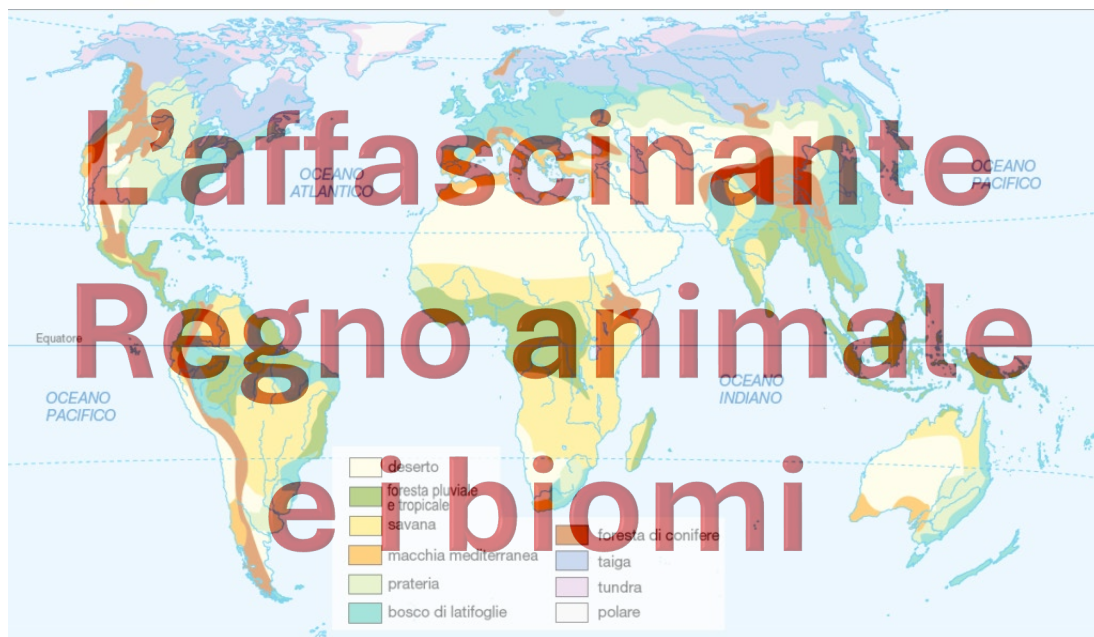 L'affascinante
OCEANO
ATLANTICO
OCEANO
PACIFICO
Regno animale
Equatore
OCEANO
PACIFICO
OCEANO
INDIANO
e i biomi
deserto
foresta pluviale
e tropicale
savana
macchia mediterranea
prateria
bosco di latifoglie
foresta di conifere
taiga
tundra
polare